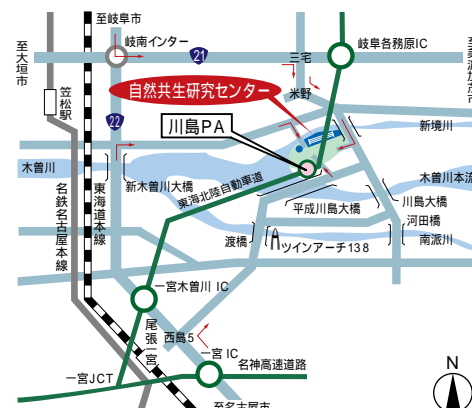 至岐阜市
岐南インター
21
岐阜各務原IC
至大垣市
三宅
米野
自然共生研究センター
笠松駅
22
川島PA
新境川
木曽川
新木曽川大橋
東海北陸自動車道
木曽川本流
川島大橋
平成川島大橋
河田橋
南派川
渡橋
ツインアーチ138
東海道本線
名鉄名古屋本線
一宮木曽川 IC
尾張一宮
西島5
一宮 IC
名神高速道路
一宮JCT
至名古屋市
N